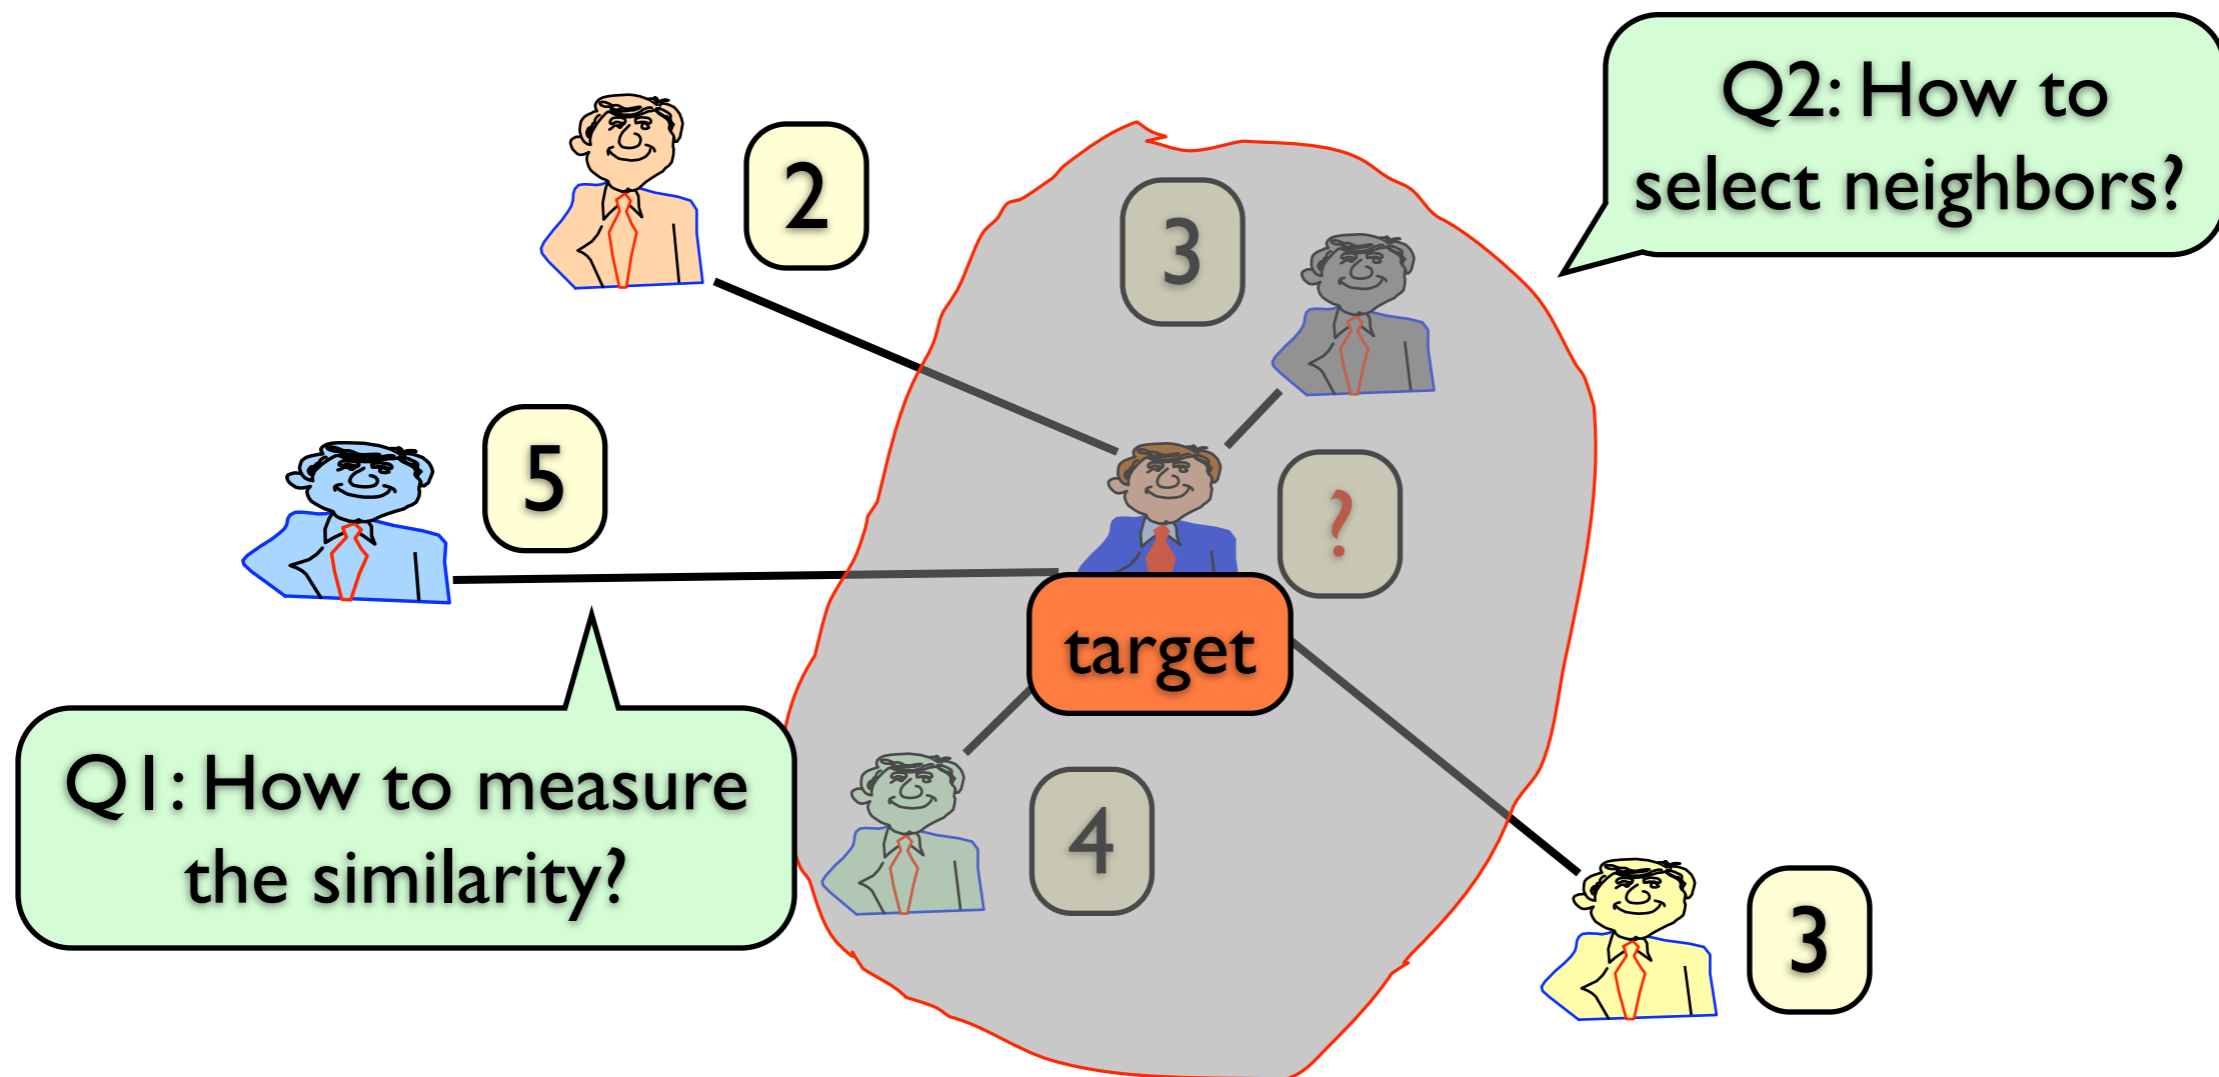 Q2: How to
select neighbors?
2
3
5
?
target
Q1: How to measure
the similarity?
4
3